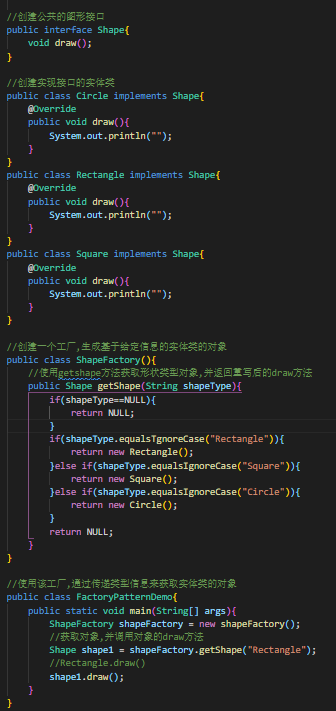 //创建公共的图形接口
public interface Shape{
    void draw();
}
//创建实现接口的实体类
public class Circle implements Shape{
    @Override
    public void draw(){
        System.out.println("");
    }
}
public class Rectangle implements Shape{
    @Override
    public void draw(){
        System.out.println("");
    }
}
public class Square implements Shape{
    @Override
    public void draw(){
        System.out.println("");
    }
}
//创建一个工厂,生成基于给定信息的实体类的对象
public class ShapeFactory(){
    //使用getshape方法获取形状类型对象,并返回重写后的draw方法
    public Shape getShape(String shapeType){
        if(shapeType==NULL){
            return NULL;
        }
        if(shapeType.equalsTgnoreCase("Rectangle")){
            return new Rectangle();
        }else if(shapeType.equalsIgnoreCase("Square")){
            return new Square();
        }else if(shapeType.equalsIgnoreCase("Circle")){
            return new Circle();
        }
        return NULL;
    }
}
//使用该工厂,通过传递类型信息来获取实体类的对象
public class FactoryPatternDemo{
    public static void main(String[] args){
        ShapeFactory shapeFactory = new shapeFactory();
        //获取对象,并调用对象的draw方法
        Shape shape1 = shapeFactory.getShape("Rectangle");
        //Rectangle.draw()
        shape1.draw();
    }
}